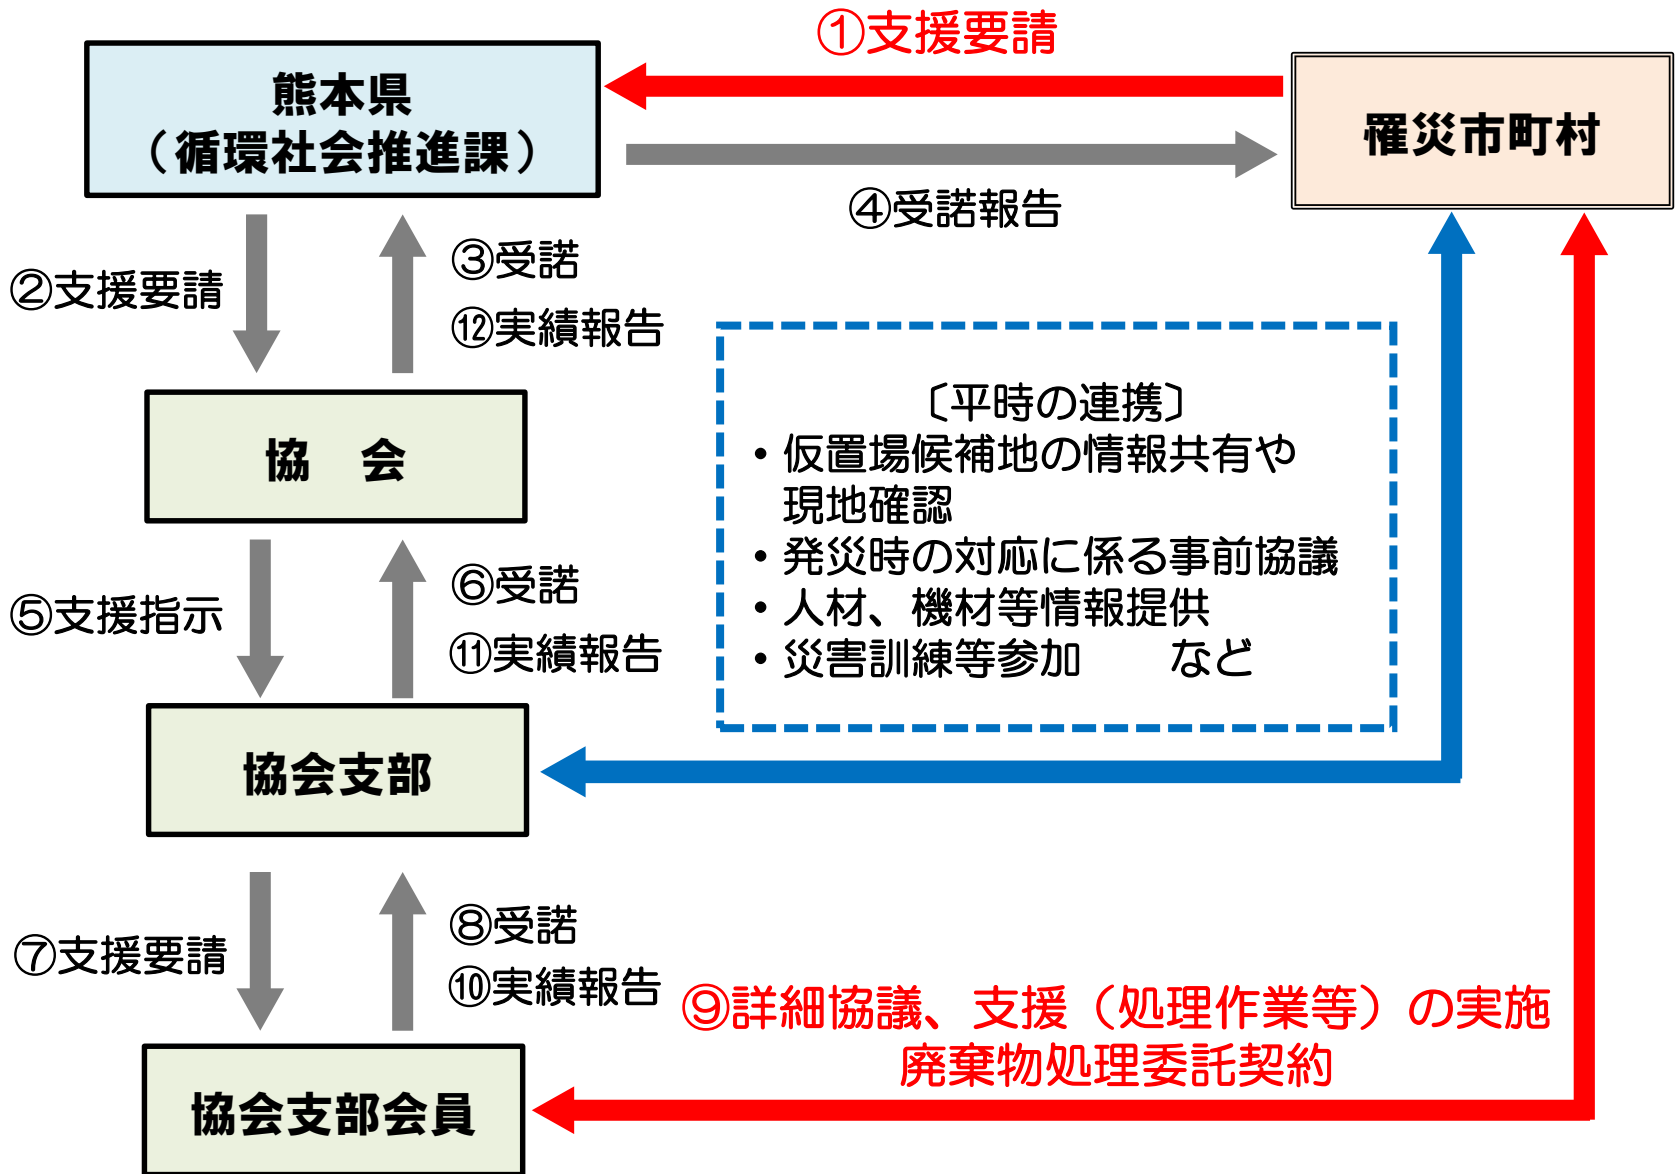 ①支援要請
熊本県
（循環社会推進課）
罹災市町村
④受諾報告
②支援要請
③受諾
⑫実績報告
協　会
〔平時の連携〕
・仮置場候補地の情報共有や
現地確認
・発災時の対応に係る事前協議
・人材、機材等情報提供
・災害訓練等参加　　など
⑤支援指示
⑥受諾
⑪実績報告
協会支部
⑦支援要請
⑧受諾
⑩実績報告
⑨詳細協議、支援（処理作業等）の実施
廃棄物処理委託契約
協会支部会員